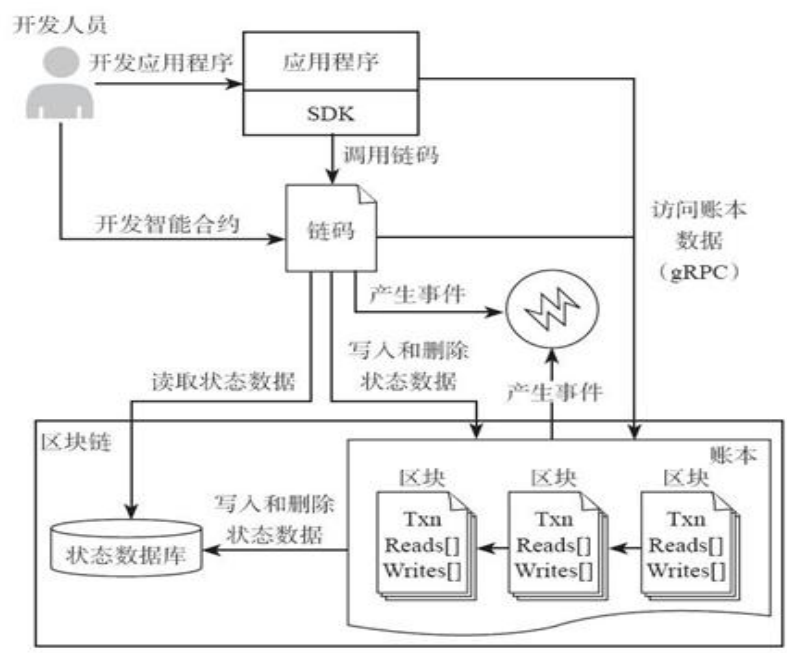 开发人员
开发应用程序
应用程序
SDK
调用链码
开发智能合约
链码
访问账本
数据
(gRPC)
产生事件
写入和删除
状态数据
读取状态数据
产生事件
区块链
账本
区块
区块
区块
Txn
Reads[]
Writes[]
Txn
Reads[]
Writes[]
Txn
Reads[]
Writes[]
写入和删除
状态数据
状态数据库